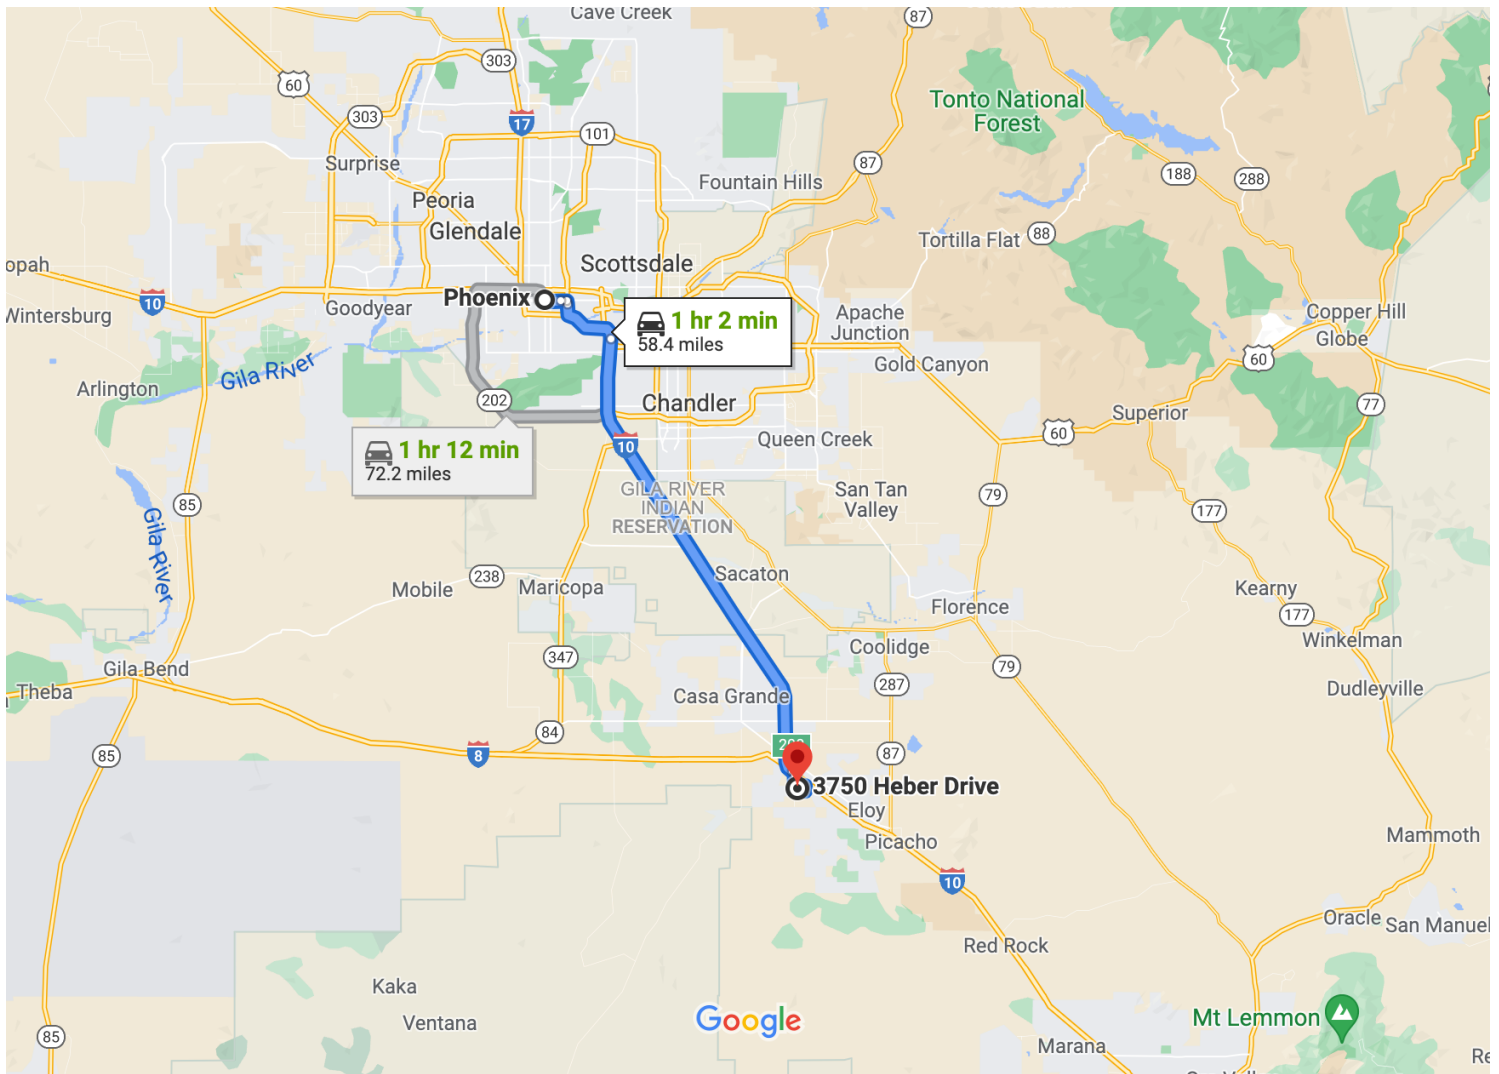 Cave Creek
87
303
60
17
Tonto National
Forest
303
101
Surprise
87
188
288
Fountain Hills
Peoria
Glendale
88
Tortilla Flat
Scottsdale
opah
10
Phoenix
Goodyear
Wintersburg
1 hr 2 min
58.4 miles
Apache
Junction
Copper Hill
Globe
60
Gold Canyon
Gila River
Arlington
202
Chandler
77
Superior
60
Queen Creek
10
1 hr 12 min
72.2 miles
GILA RIVER
INDIAN
RESERVATION
San Tan
Valley
79
85
177
Gila River
Sacaton
238
Mobile
Maricopa
Kearny
Florence
177
Winkelman
Coolidge
347
79
Gila Bend
Theba
287
Dudleyville
Casa Grande
84
8
85
87
3750 Heber Drive
Eloy
Picacho
Mammoth
10
Oracle
San Manuel
Red Rock
Kaka
Ventana
Google
Mt Lemmon
85
Marana
Re